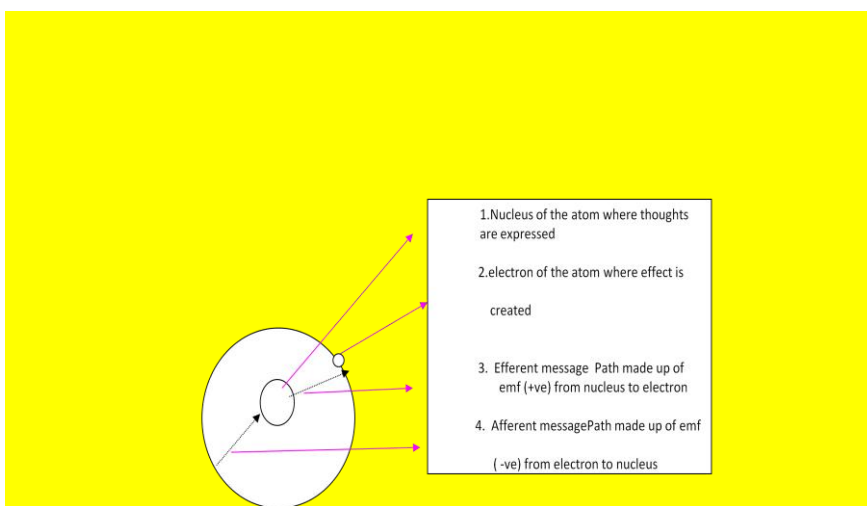 1.Nucleus of the atom where thoughts
are expressed
2.electron of the atom where effect is
created
3. Efferent message Path made up of
emf (+ve) from nucleus to electron
4. Afferent messagePath made up of emf
( -ve) from electron to nucleus